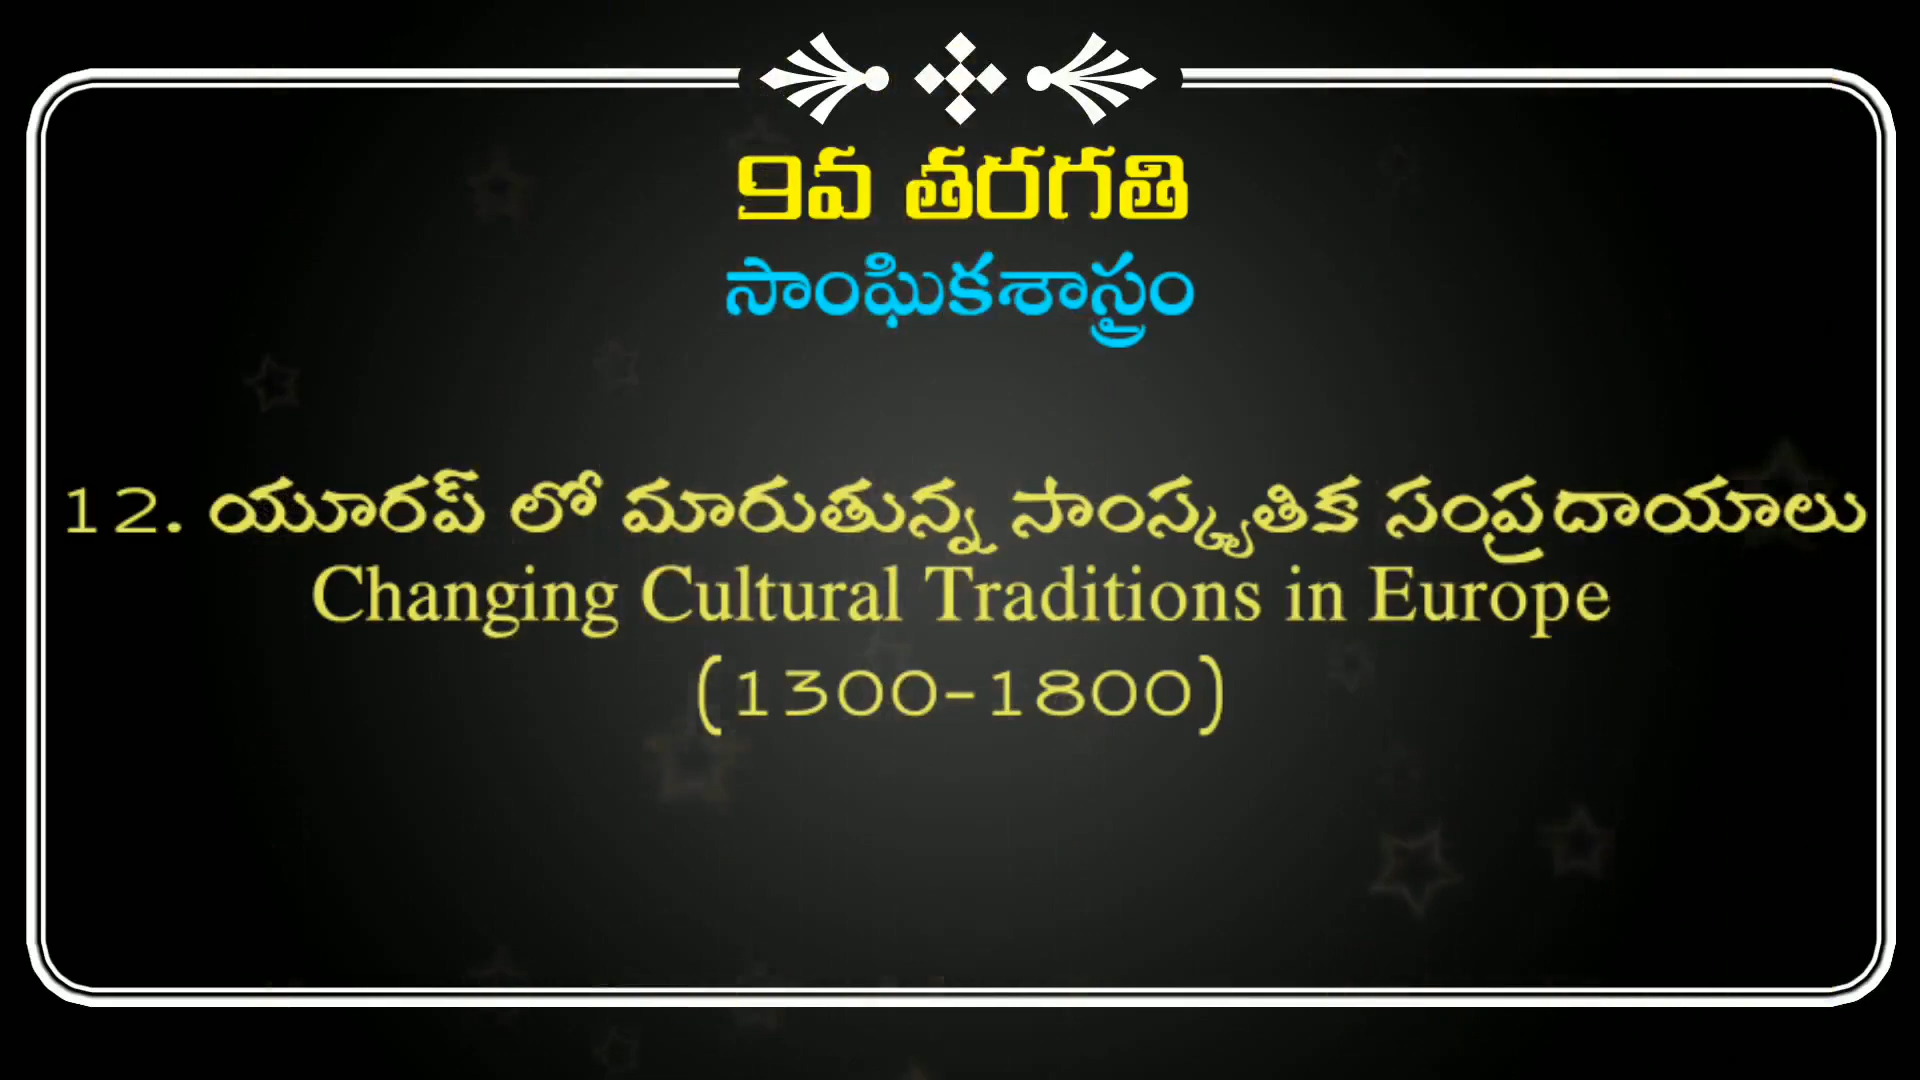 9వ తరగతి
సాంఘికశాస్త్రం
12. యూరప్ లో మారుతున్న సాంస్కృతిక సంప్రదాయాలు
Changing Cultural Traditions in Europe
(1300-1800)